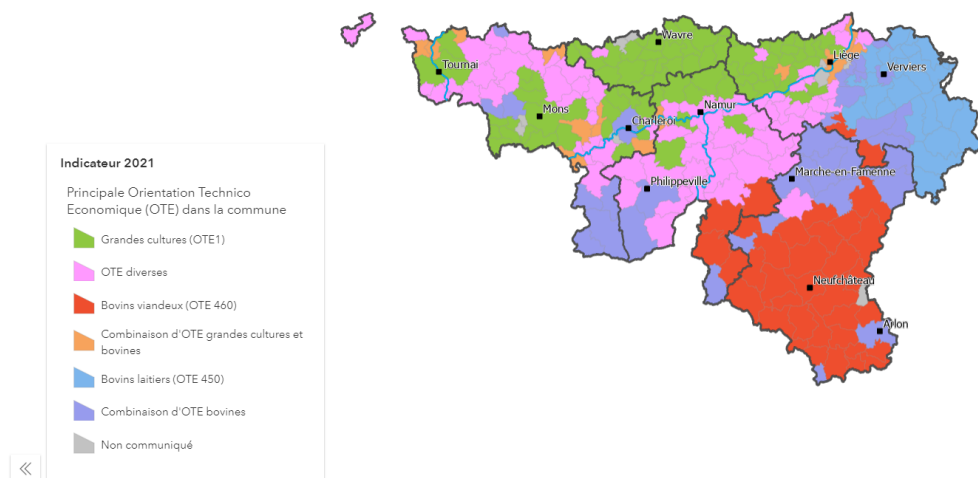 Wavre
Liège
Tournai
Verviers
Mons
Namur
Charleroi
Indicateur 2021
Marche-en-Famenne
Philippeville
Principale Orientation Technico
Economique (OTE) dans la commune
Grandes cultures (OTE1)
OTE diverses
Neufchâteau
Bovins viandeux (OTE 460)
Arlon
Combinaison d'OTE grandes cultures et
bovines
Bovins laitiers (OTE 450)
Combinaison d'OTE bovines
Non communiqué